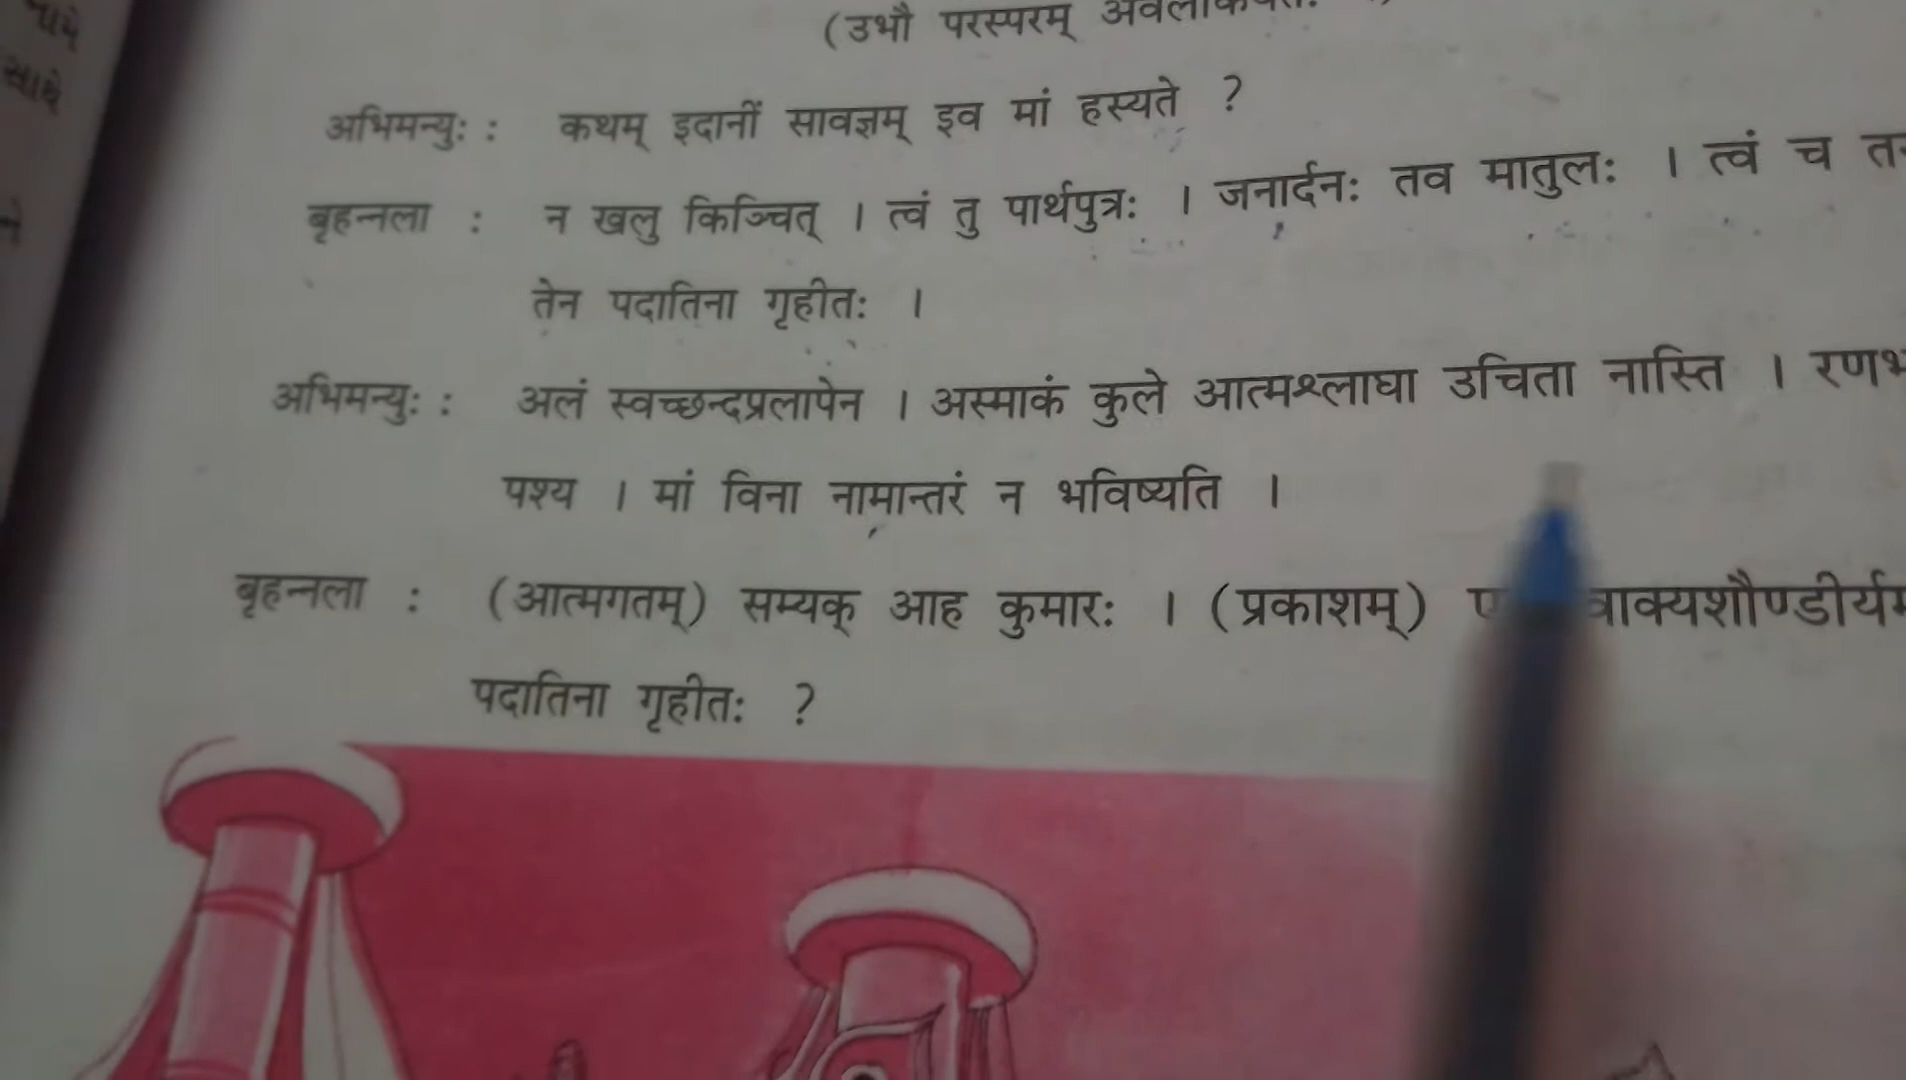 (उभौ परस्परम्
अभिमन्युः : कथम् इदानीं सावज्ञम् इव मां हस्यते ?
बृहन्नला : न खलु किञ्चित् । त्वं तु पार्थपुत्रः । जनार्दनः तव मातुलः । त्वं च
तेन पदातिना गृहीतः ।
अभिमन्युः : अलं स्वच्छन्दप्रलापेन । अस्माकं कुले आत्मश्लाघा उचिता नास्ति ।
पश्य । मां विना नामान्तरं न भविष्यति ।
बृहन्नला : (आत्मगतम्) सम्यक् आह कुमारः । (प्रकाशम्)
पदातिना गृहीतः ?